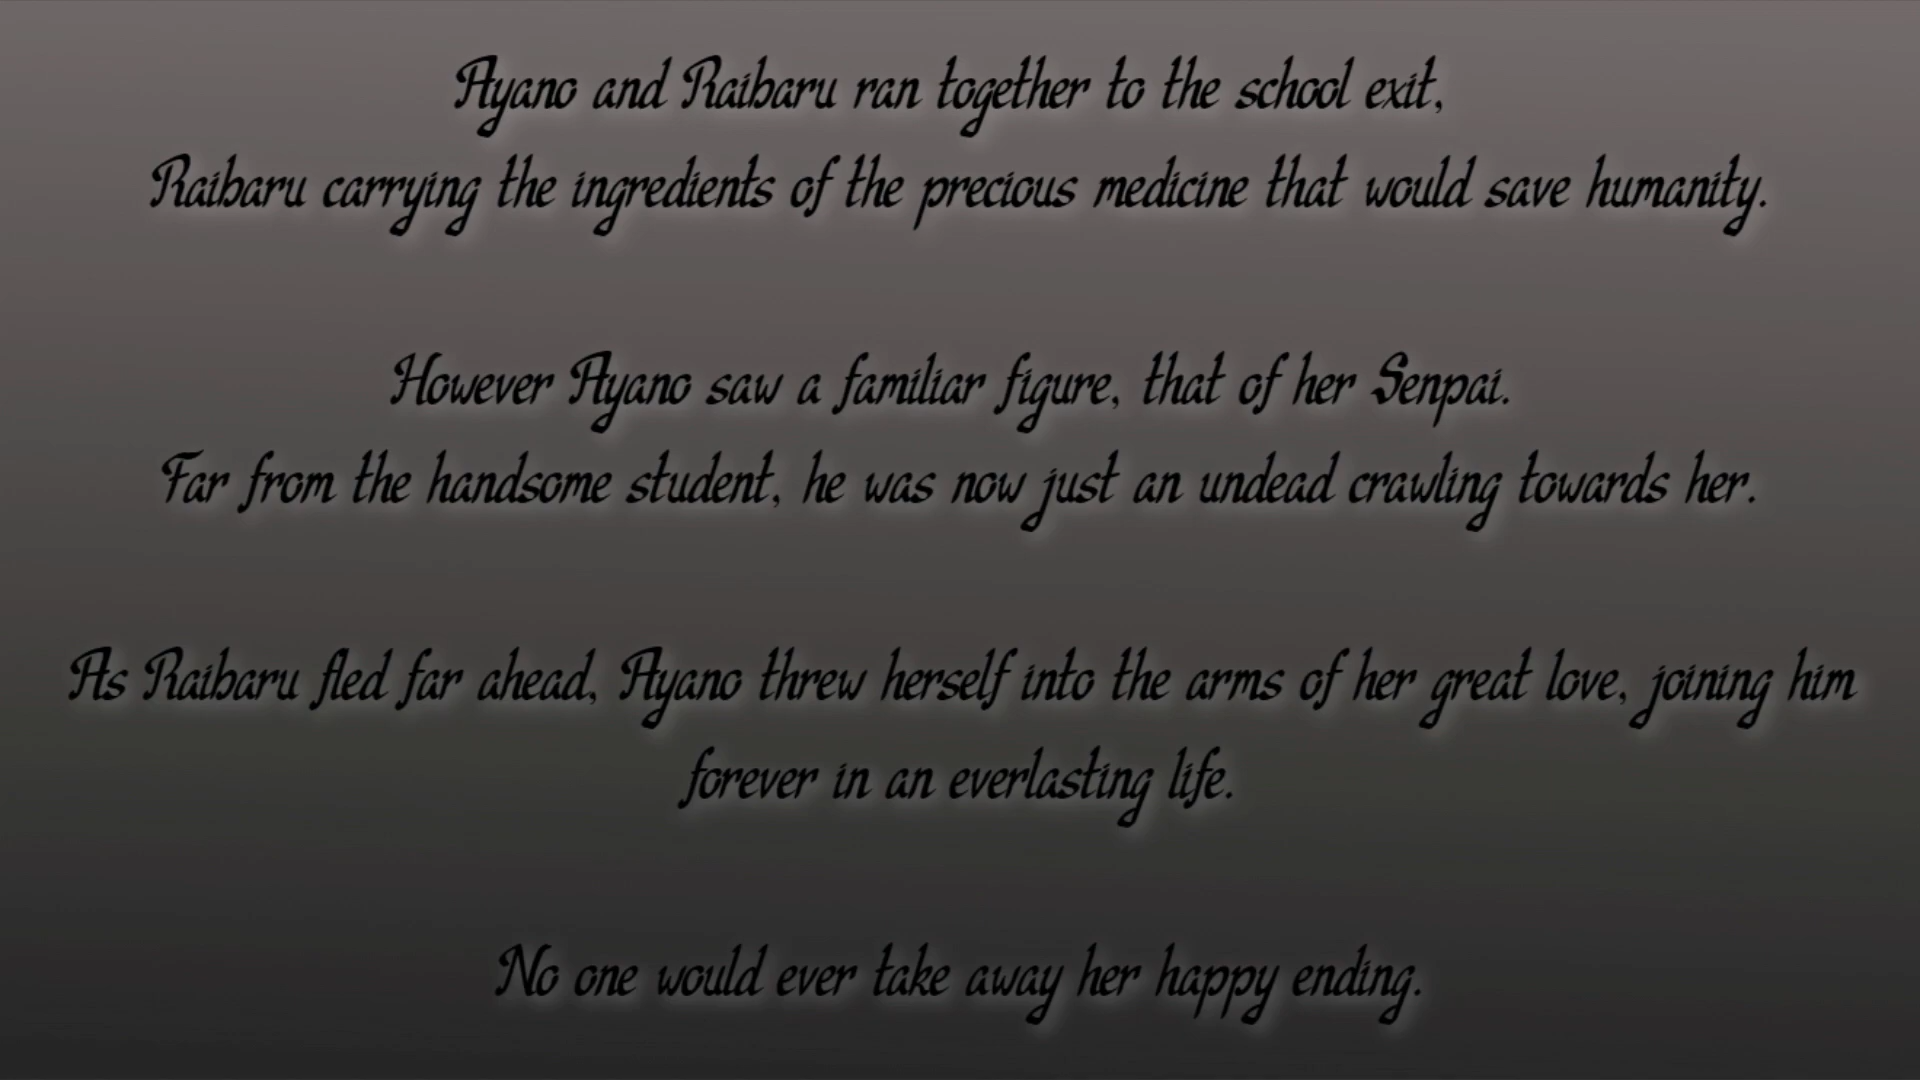 Ayano and Raibaru ran together to the school exit,
Raibaru carrying the ingredients of the precious medicine that would save humanity.
However Ayano saw a familiar figure, that of her Senpai.
Far from the handsome student, he was now just an undead crawling towards her.
As Raibaru fled far ahead, Ayano threw herself into the arms of her great love, joining him
forever in an everlasting life.
No one would ever take away her happy ending.